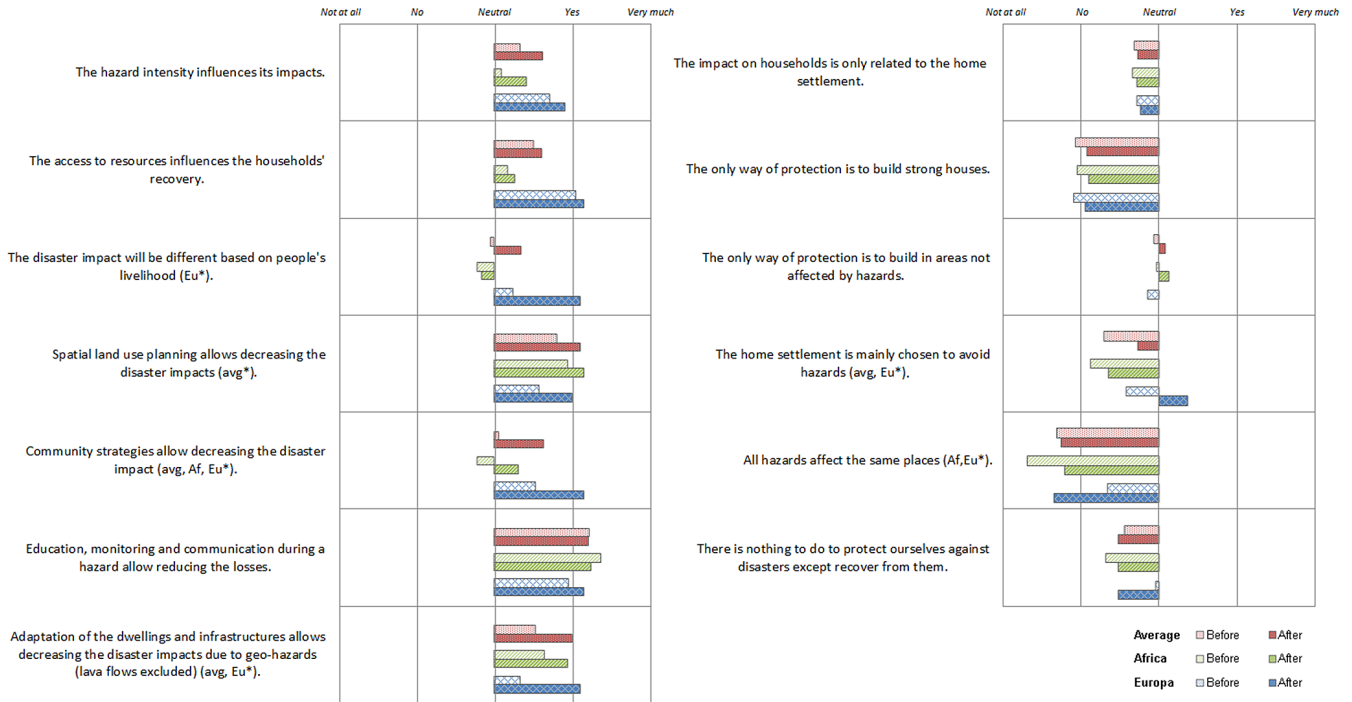 Not at all No Neutral Yes Very much
The hazard intensity influences its impacts.
The access to resources influences the households'
recovery.
The disaster impact will be different based on people's
livelihood (Eu*).
Spatial land use planning allows decreasing the
disaster impacts (avg*).
Community strategies allow decreasing the disaster
impact (avg, Af, Eu*).
Education, monitoring and communication during a
hazard allow reducing the losses.
Adaptation of the dwellings and infrastructures allows
decreasing the disaster impacts due to geo-hazards
(lava flows excluded) (avg, Eu*).
Not at all No Neutral Yes Very much
The impact on households is only related to the home
settlement.
The only way of protection is to build strong houses.
The only way of protection is to build in areas not
affected by hazards.
The home settlement is mainly chosen to avoid
hazards (avg, Eu*).
All hazards affect the same places (Af,Eu*).
There is nothing to do to protect ourselves against
disasters except recover from them.
Average Before After
Africa Before After
Europa Before After